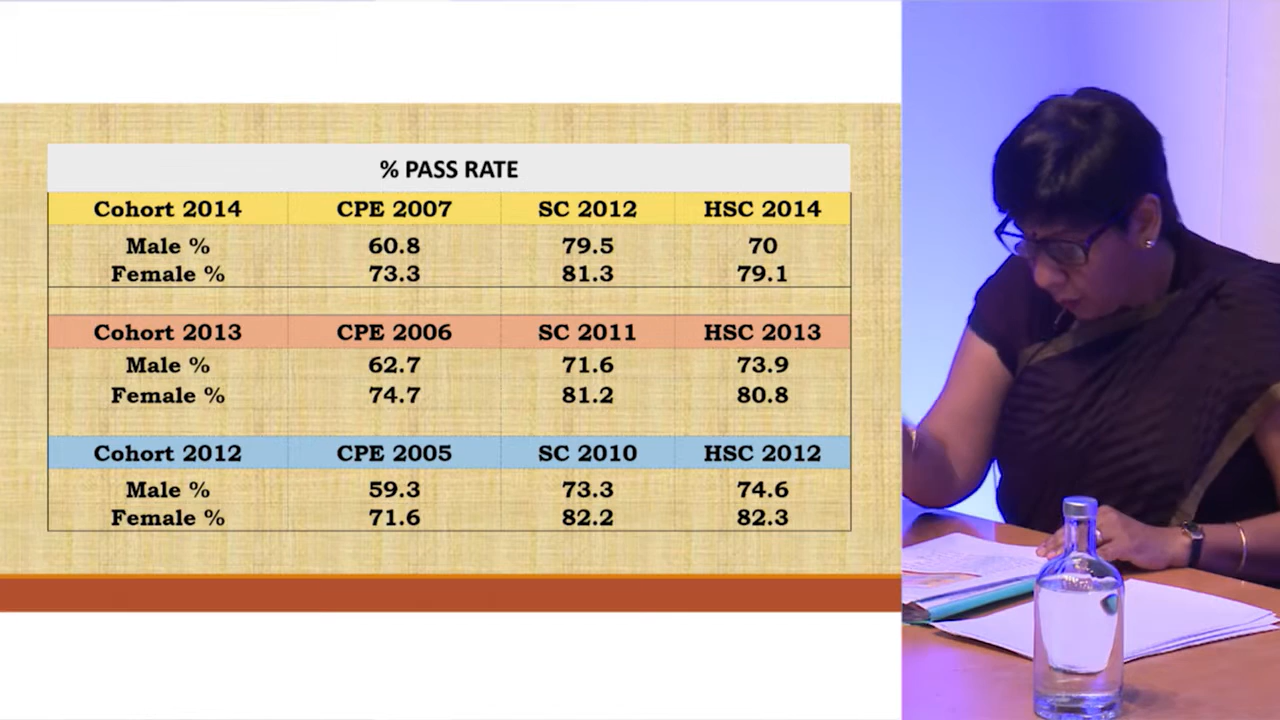 % PASS RATE
Cohort 2014 CPE 2007 SC 2012 HSC 2014
Male % 60.8 79.5 70
Female % 73.3 81.3 79.1
Cohort 2013 CPE 2006 SC 2011 HSC 2013
Male % 62.7 71.6 73.9
Female % 74.7 81.2 80.8
Cohort 2012 CPE 2005 SC 2010 HSC 2012
Male % 59.3 73.3 74.6
Female % 71.6 82.2 82.3